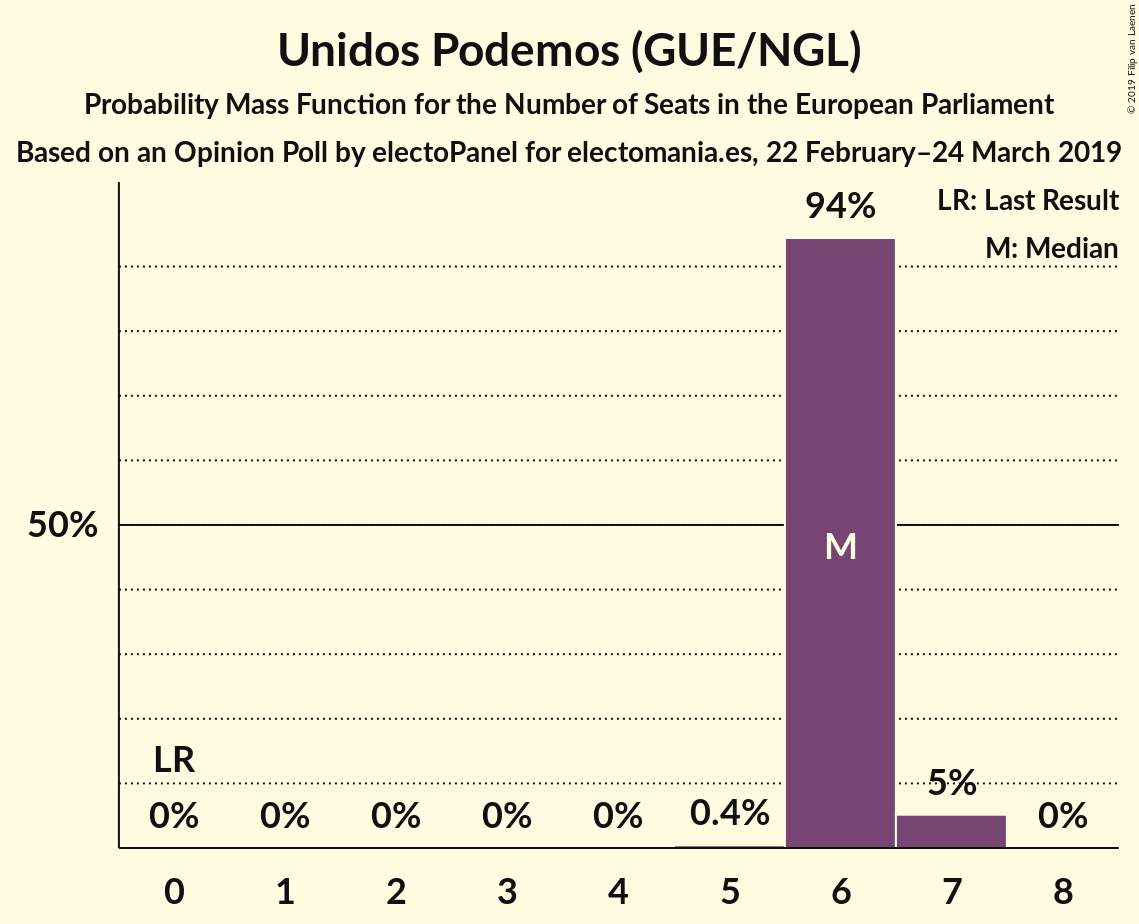 Unidos Podemos (GUE/NGL)
Probability Mass Function for the Number of Seats in the European Parliament
Based on an Opinion Poll by electoPanel for electomania.es, 22 February–24 March 2019
© 2019 Filip van Laenen
LR: Last Result
M: Median
94%
50%
M
LR
0% 0% 0% 0% 0% 0.4% 5% 0%
0 1 2 3 4 5 6 7 8